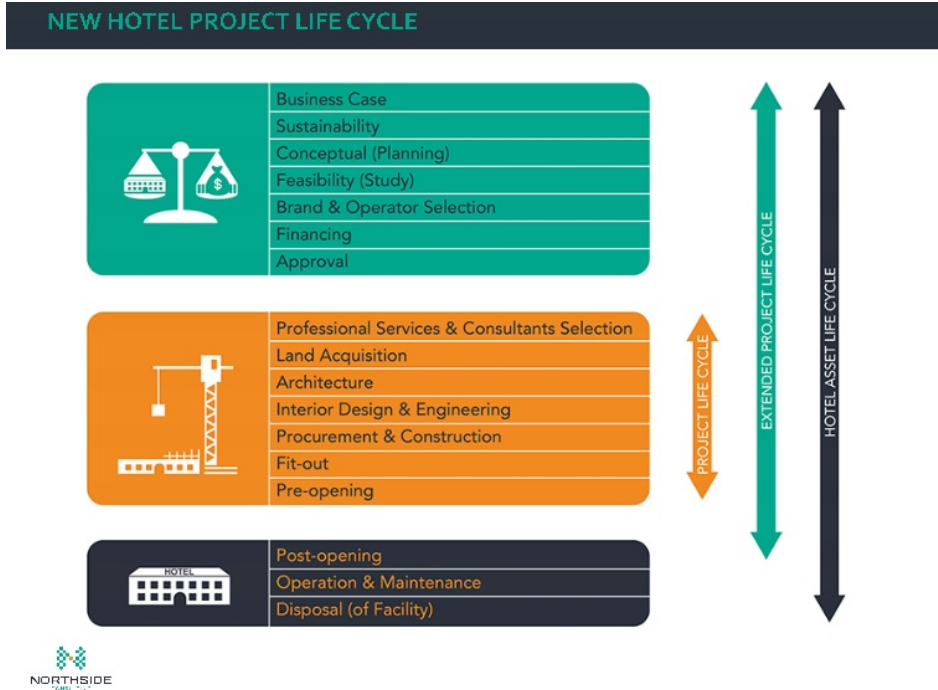 NEW HOTEL PROJECT LIFE CYCLE
Business Case
Sustainability
Conceptual (Planning)
Feasibility (Study)
Brand & Operator Selection
Financing
Approval
$
Professional Services & Consultants Selection
Land Acquisition
Architecture
Interior Design & Engineering
Procurement & Construction
Fit-out
Pre-opening
HOTEL
Post-opening
Operation & Maintenance
Disposal (of Facility)
PROJECT LIFE CYCLE
EXTENDED PROJECT LIFE CYCLE
HOTEL ASSET LIFE CYCLE
NORTHSIDE